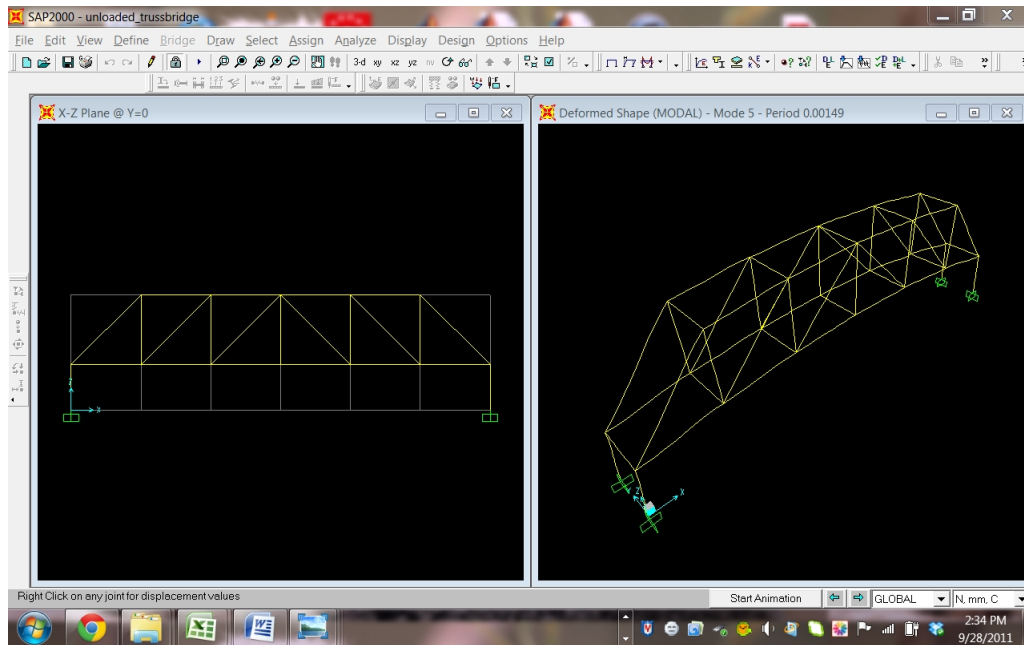 SAP2000 - unloaded_trussbridge
File Edit View Define Bridge Draw Select Assign Analyze Display Design Options Help
3-d xy xz yz nv
X-Z Plane @ Y=0
Deformed Shape (MODAL) - Mode 5 - Period 0.00149
Z
X
Z
X
Right Click on any joint for displacement values
Start Animation
GLOBAL
N, mm, C
2:34 PM
9/28/2011